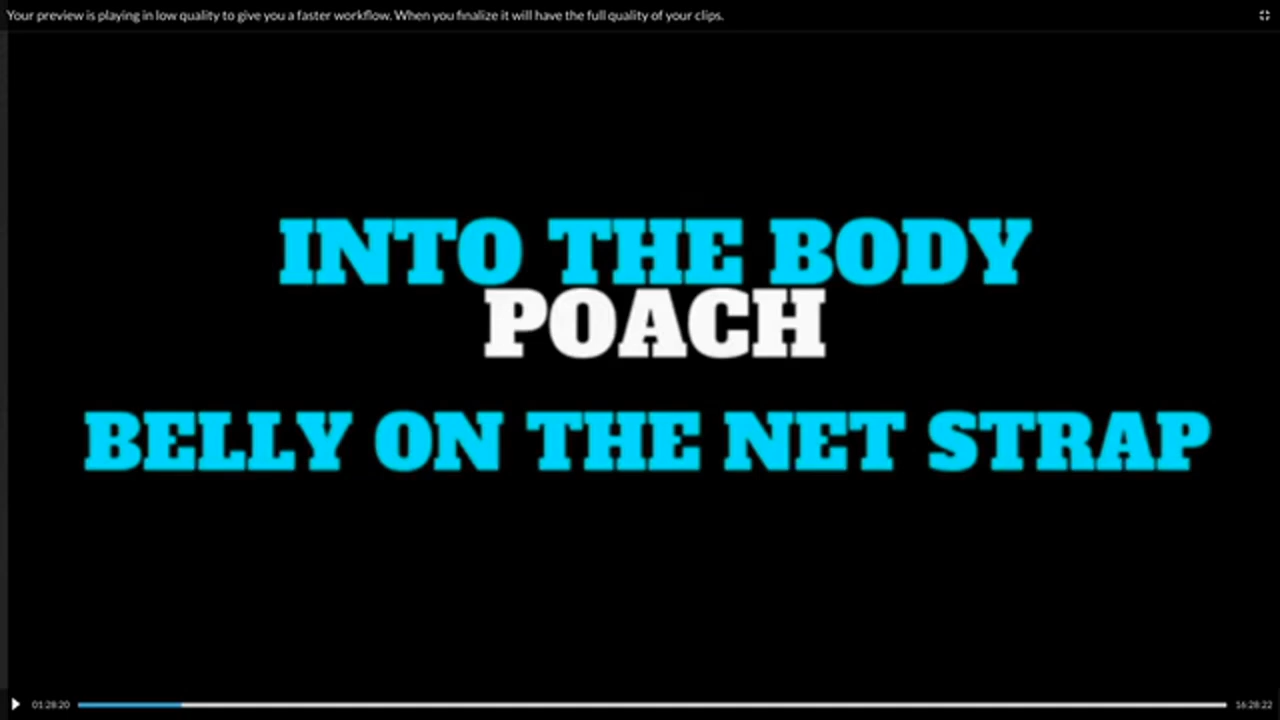 Your preview is playing in low quality to give you a faster workflow. When you finalize it will have the full quality of your clips.
INTO THE BODY
POACH
BELLY ON THE NET STRAP
01:28:20
16:28:22